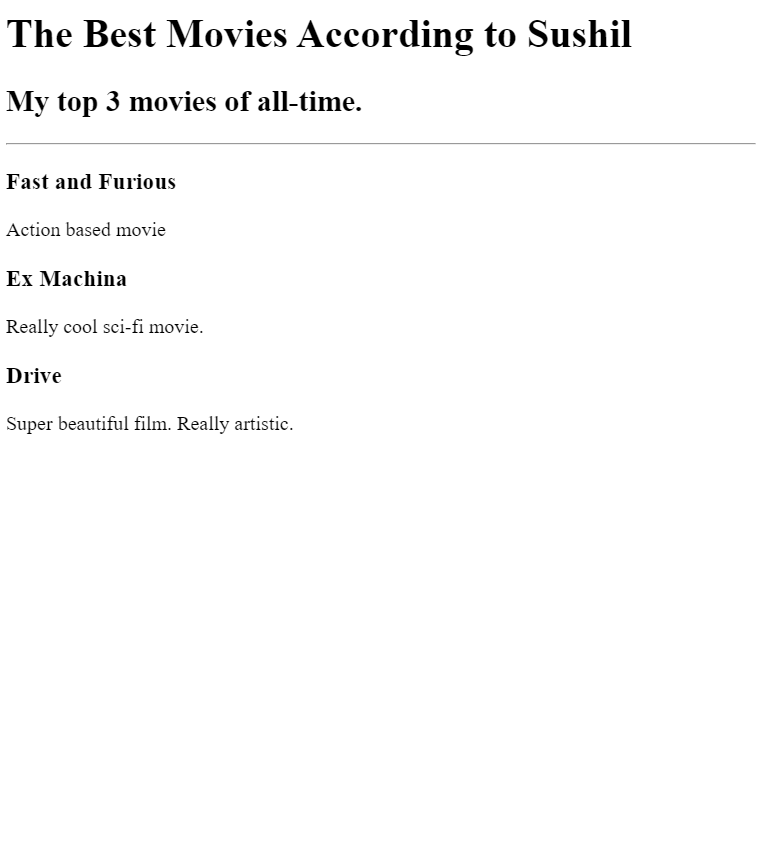 The Best Movies According to Sushil
My top 3 movies of all-time.
Fast and Furious
Action based movie
Ex Machina
Really cool sci-fi movie.
Drive
Super beautiful film. Really artistic.